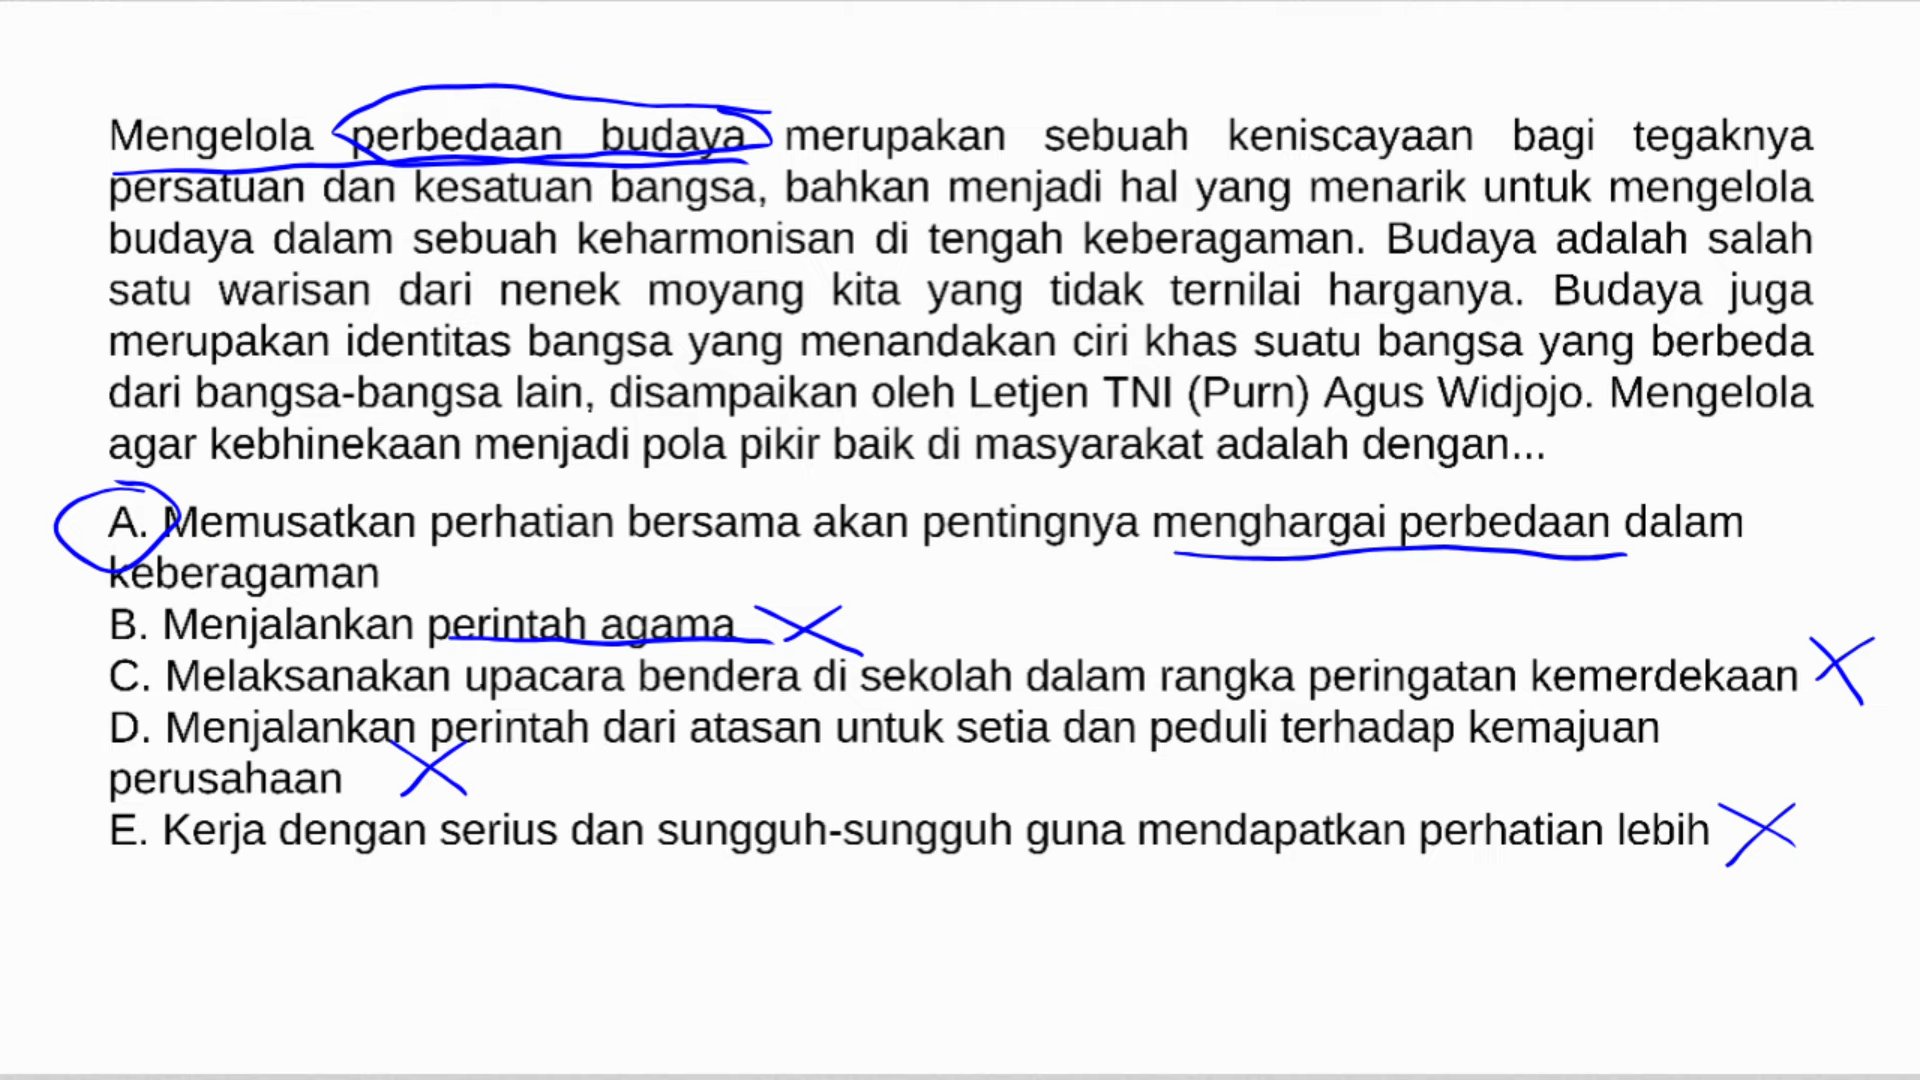 Mengelola perbedaan budaya merupakan sebuah keniscayaan bagi tegaknya
persatuan dan kesatuan bangsa, bahkan menjadi hal yang menarik untuk mengelola
budaya dalam sebuah keharmonisan di tengah keberagaman. Budaya adalah salah
satu warisan dari nenek moyang kita yang tidak ternilai harganya. Budaya juga
merupakan identitas bangsa yang menandakan ciri khas suatu bangsa yang berbeda
dari bangsa-bangsa lain, disampaikan oleh Letjen TNI (Purn) Agus Widjojo. Mengelola
agar kebhinekaan menjadi pola pikir baik di masyarakat adalah dengan...
A. Memusatkan perhatian bersama akan pentingnya menghargai perbedaan dalam
keberagaman
B. Menjalankan perintah agama
C. Melaksanakan upacara bendera di sekolah dalam rangka peringatan kemerdekaan
D. Menjalankan perintah dari atasan untuk setia dan peduli terhadap kemajuan
perusahaan
E. Kerja dengan serius dan sungguh-sungguh guna mendapatkan perhatian lebih